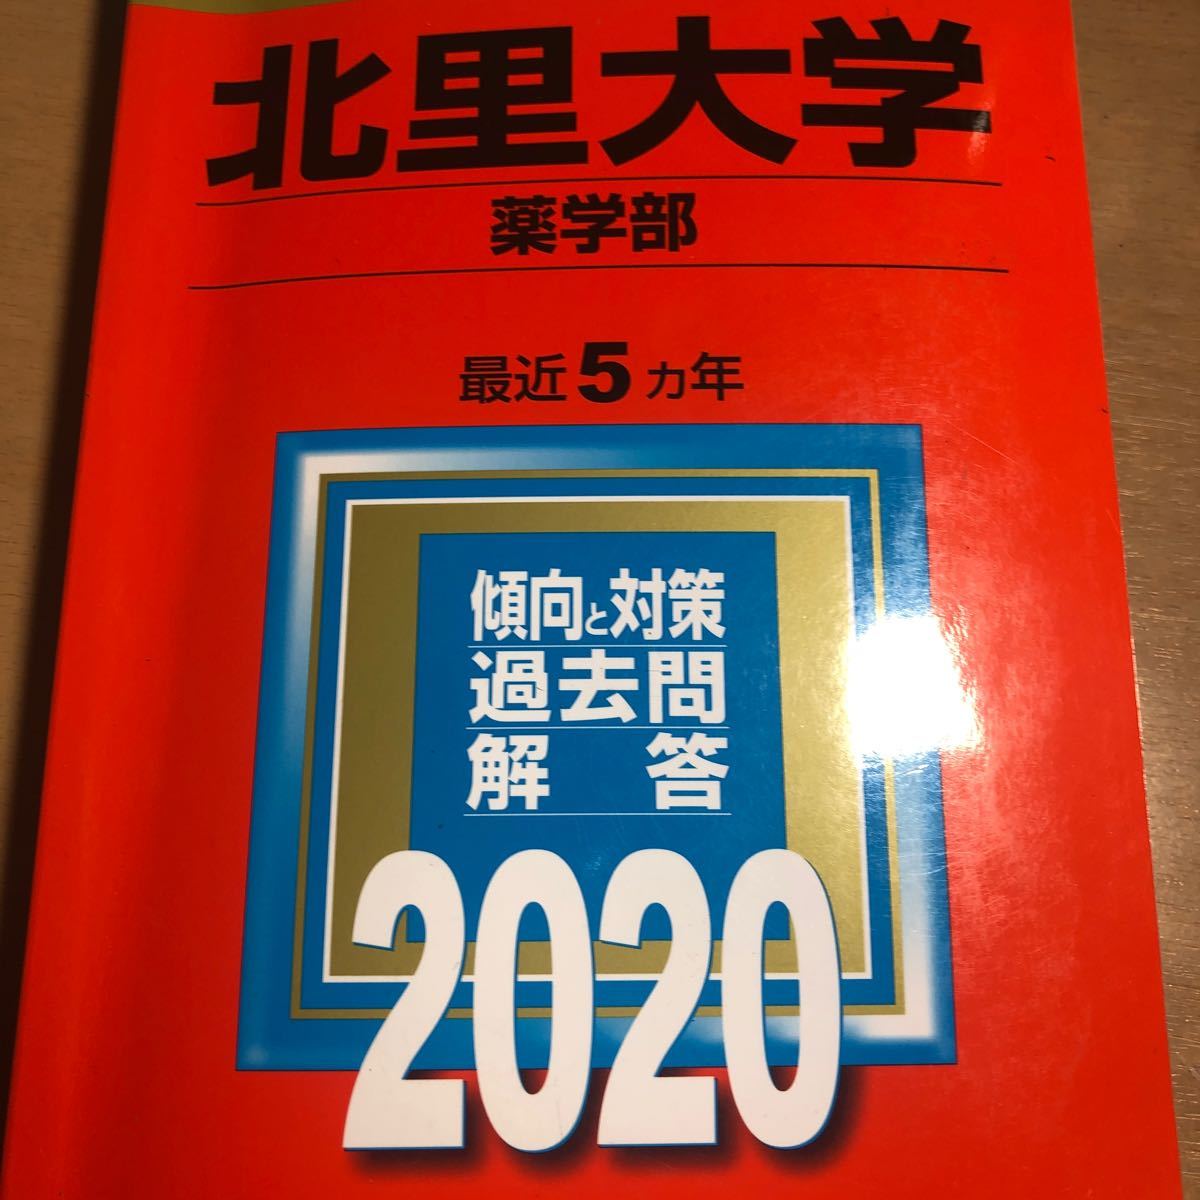 北里大学
薬学部
最近5ヵ年
傾向と対策
過去問
解答
2020